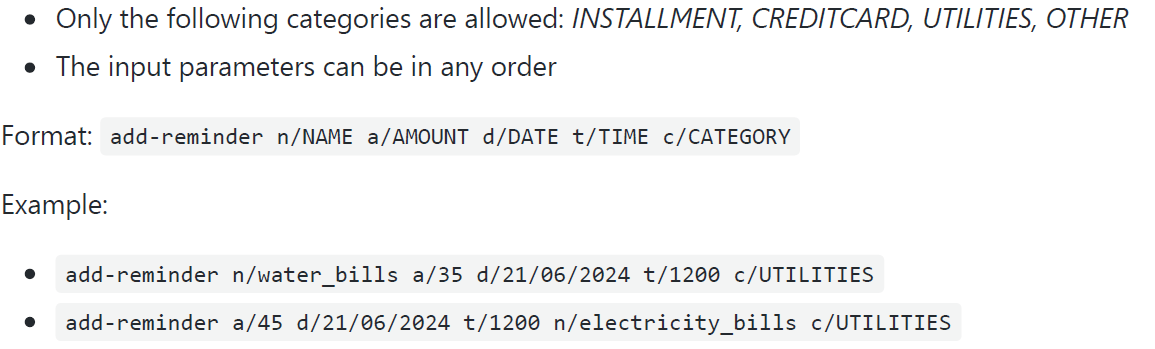 Only the following categories are allowed: INSTALLMENT, CREDITCARD, UTILITIES, OTHER
The input parameters can be in any order
Format: add-reminder n/NAME a/AMOUNT d/DATE t/TIME c/CATEGORY
Example:
add-reminder n/water_bills a/35 d/21/06/2024 t/1200 c/UTILITIES
add-reminder a/45 d/21/06/2024 t/1200 n/electricity_bills c/UTILITIES